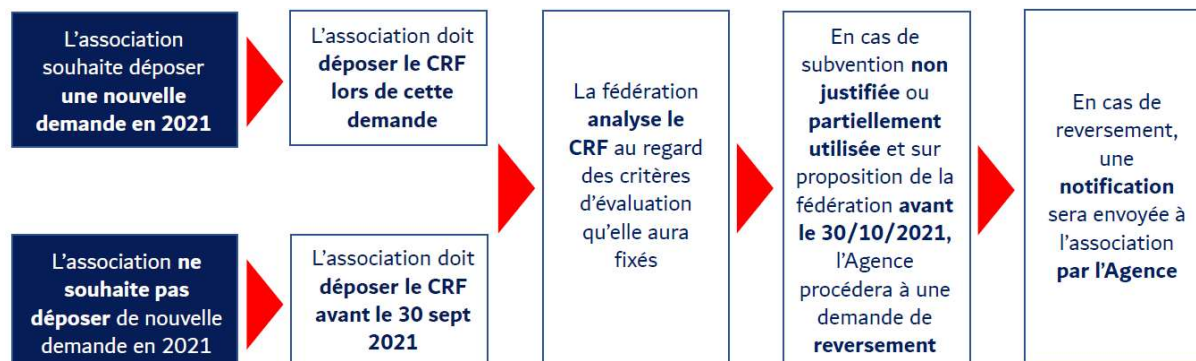 L’association
souhaite déposer
une nouvelle
demande en 2021
L’association doit
déposer le CRF
lors de cette
demande
L’association ne
souhaite pas
déposer de nouvelle
demande en 2021
L’association doit
déposer le CRF
avant le 30 sept
2021
La fédération
analyse le
CRF au regard
des critères
d’évaluation
qu’elle aura
fixés
En cas de
subvention non
justifiée ou
partiellement
utilisée et sur
proposition de la
fédération avant
le 30/10/2021,
l’Agence
procédera à une
demande de
reversement
En cas de
reversement,
une
notification
sera envoyée à
l’association
par l’Agence